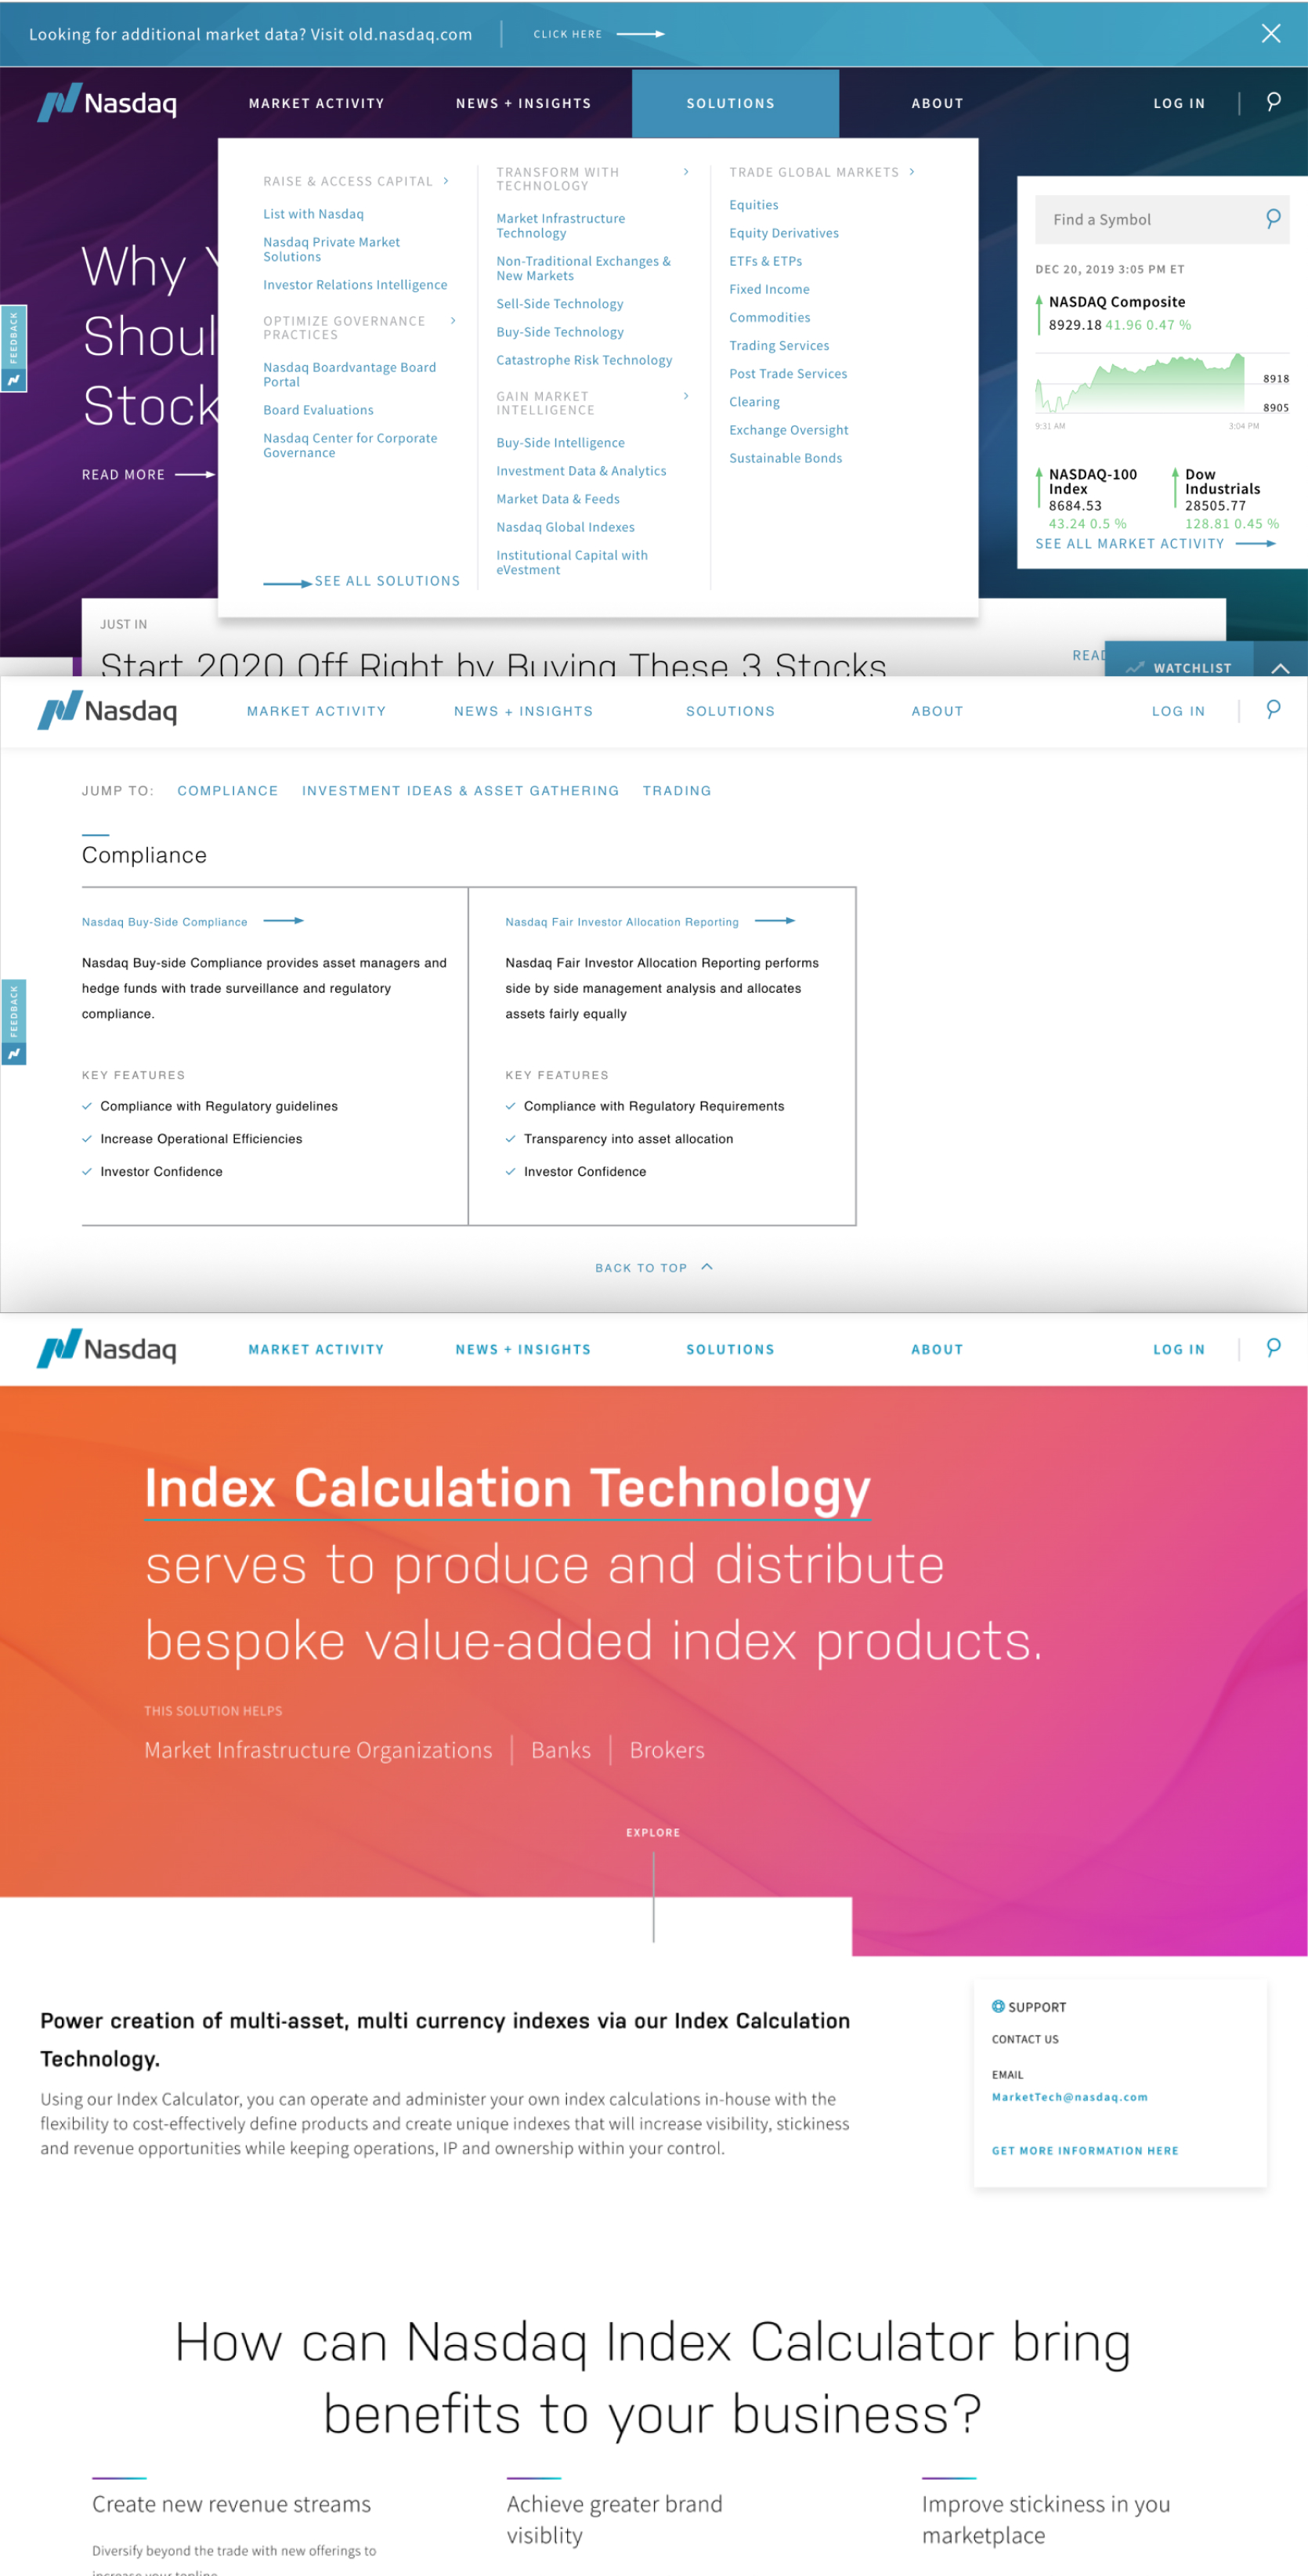 Looking for additional market data? Visit old.nasdaq.com
CLICK HERE
Nasdaq
MARKET ACTIVITY
NEWS + INSIGHTS
SOLUTIONS
ABOUT
LOG IN
RAISE & ACCESS CAPITAL
List with Nasdaq
Nasdaq Private Market
Solutions
Investor Relations Intelligence
OPTIMIZE GOVERNANCE
PRACTICES
Nasdaq Boardvantage Board
Portal
Board Evaluations
Nasdaq Center for Corporate
Governance
SEE ALL SOLUTIONS
TRANSFORM WITH
TECHNOLOGY
Market Infrastructure
Technology
Non-Traditional Exchanges &
New Markets
Sell-Side Technology
Buy-Side Technology
Catastrophe Risk Technology
GAIN MARKET
INTELLIGENCE
Buy-Side Intelligence
Investment Data & Analytics
Market Data & Feeds
Nasdaq Global Indexes
Institutional Capital with
eVestment
TRADE GLOBAL MARKETS
Equities
Equity Derivatives
ETFs & ETPs
Fixed Income
Commodities
Trading Services
Post Trade Services
Clearing
Exchange Oversight
Sustainable Bonds
Why
Shoul
Stock
READ MORE
FEEDBACK
Find a Symbol
DEC 20, 2019 3:05 PM ET
NASDAQ Composite
8929.18 41.96 0.47 %
8918
8905
9:31 AM
3:04 PM
NASDAQ-100
Index
8684.53
43.24 0.5 %
Dow
Industrials
28505.77
128.81 0.45 %
SEE ALL MARKET ACTIVITY
JUST IN
Start 2020 Off Right by Buying These 3 Stocks
READ
WATCHLIST
Nasdaq
MARKET ACTIVITY
NEWS + INSIGHTS
SOLUTIONS
ABOUT
LOG IN
JUMP TO:
COMPLIANCE
INVESTMENT IDEAS & ASSET GATHERING
TRADING
Compliance
Nasdaq Buy-Side Compliance
Nasdaq Buy-side Compliance provides asset managers and
hedge funds with trade surveillance and regulatory
compliance.
KEY FEATURES
Compliance with Regulatory guidelines
Increase Operational Efficiencies
Investor Confidence
Nasdaq Fair Investor Allocation Reporting
Nasdaq Fair Investor Allocation Reporting performs
side by side management analysis and allocates
assets fairly equally
KEY FEATURES
Compliance with Regulatory Requirements
Transparency into asset allocation
Investor Confidence
FEEDBACK
BACK TO TOP
Nasdaq
MARKET ACTIVITY
NEWS + INSIGHTS
SOLUTIONS
ABOUT
LOG IN
Index Calculation Technology
serves to produce and distribute
bespoke value-added index products.
THIS SOLUTION HELPS
Market Infrastructure Organizations
Banks
Brokers
EXPLORE
Power creation of multi-asset, multi currency indexes via our Index Calculation
Technology.
Using our Index Calculator, you can operate and administer your own index calculations in-house with the
flexibility to cost-effectively define products and create unique indexes that will increase visibility, stickiness
and revenue opportunities while keeping operations, IP and ownership within your control.
SUPPORT
CONTACT US
EMAIL
MarketTech@nasdaq.com
GET MORE INFORMATION HERE
How can Nasdaq Index Calculator bring
benefits to your business?
Create new revenue streams
Diversify beyond the trade with new offerings to
Achieve greater brand
visiblity
Improve stickiness in you
marketplace